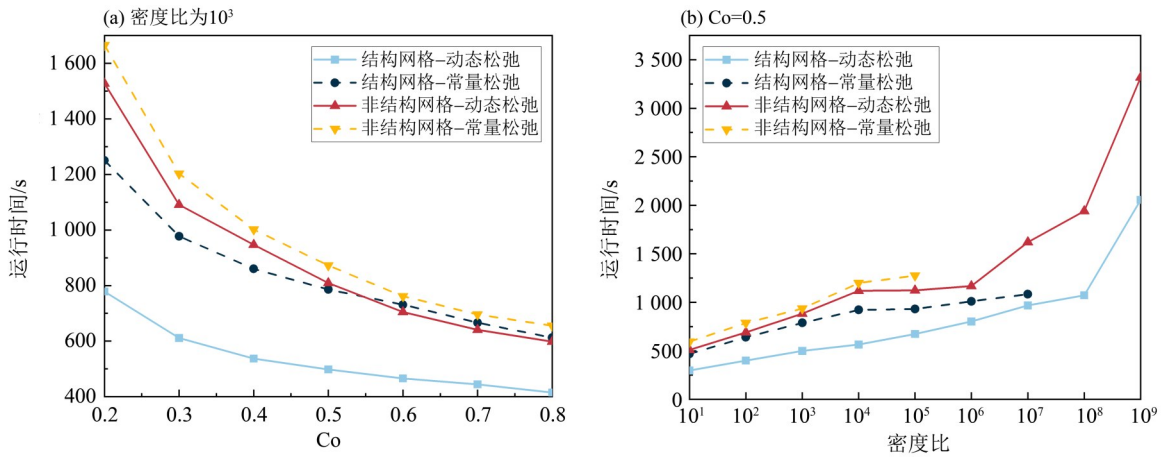 (a) 密度比为10³
结构网格–动态松弛
结构网格–常量松弛
非结构网格–动态松弛
非结构网格–常量松弛
1 600
1 400
1 200
1 000
800
600
400
运行时间/s
0.2 0.3 0.4 0.5 0.6 0.7 0.8
Co
(b) Co=0.5
结构网格–动态松弛
结构网格–常量松弛
非结构网格–动态松弛
非结构网格–常量松弛
3 500
3 000
2 500
2 000
1 500
1 000
500
0
运行时间/s
10¹ 10² 10³ 10⁴ 10⁵ 10⁶ 10⁷ 10⁸ 10⁹
密度比